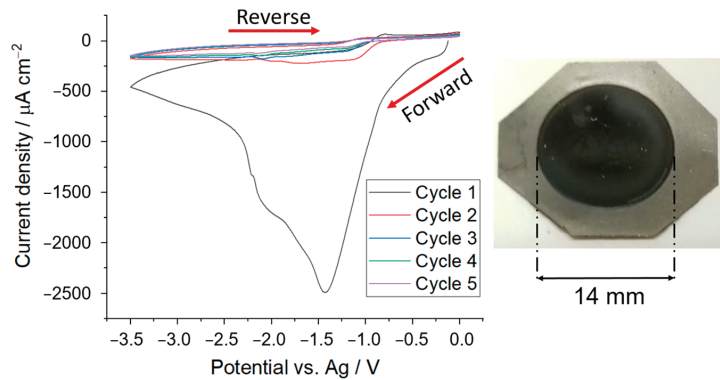 Reverse
Forward
0
−500
−1000
−1500
−2000
−2500
Current density / μA cm⁻²
Cycle 1
Cycle 2
Cycle 3
Cycle 4
Cycle 5
−3.5 −3.0 −2.5 −2.0 −1.5 −1.0 −0.5 0.0
Potential vs. Ag / V
14 mm